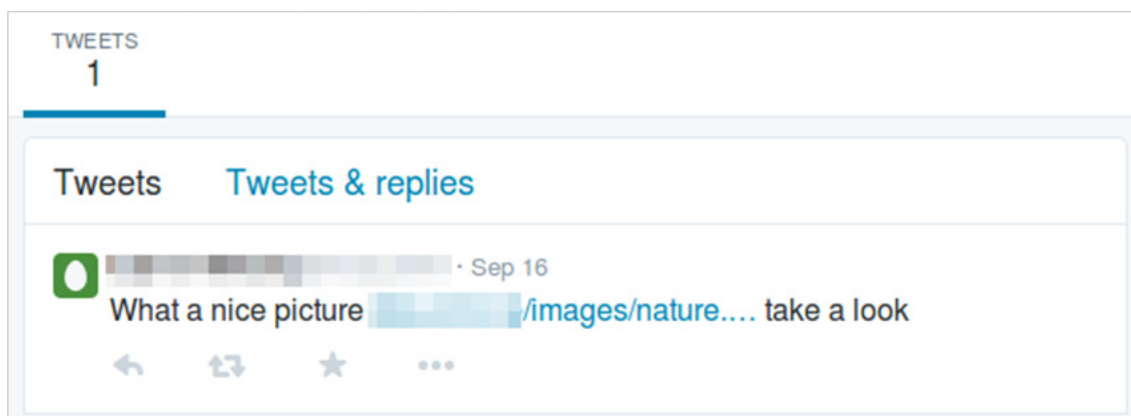 TWEETS
1
Tweets Tweets & replies
· Sep 16
What a nice picture /images/nature.... take a look